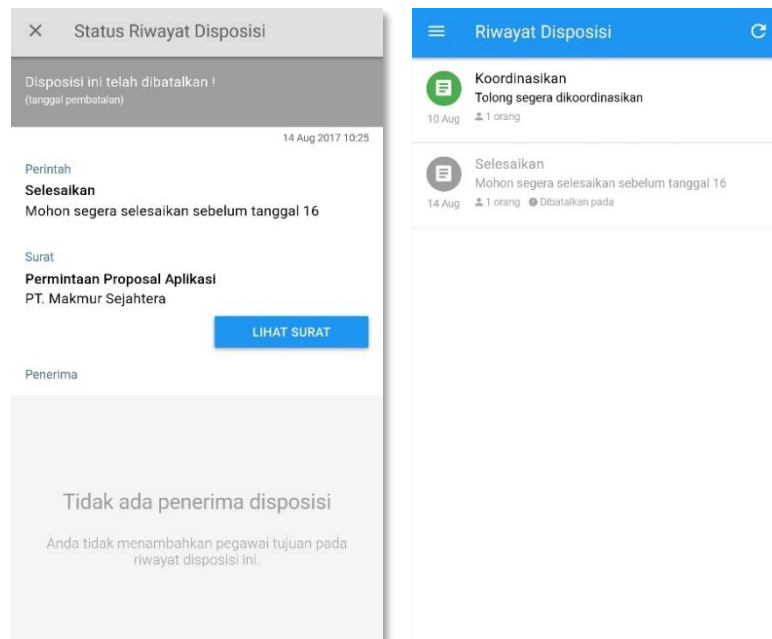 Status Riwayat Disposisi
Disposisi ini telah dibatalkan !
(tanggal pembatalan)
14 Aug 2017 10:25
Perintah
Selesaikan
Mohon segera selesaikan sebelum tanggal 16
Surat
Permintaan Proposal Aplikasi
PT. Makmur Sejahtera
LIHAT SURAT
Penerima
Tidak ada penerima disposisi
Anda tidak menambahkan pegawai tujuan pada
riwayat disposisi ini.
Riwayat Disposisi
Koordinasikan
Tolong segera dikoordinasikan
10 Aug 1 orang
Selesaikan
Mohon segera selesaikan sebelum tanggal 16
14 Aug 1 orang Dibatalkan pada